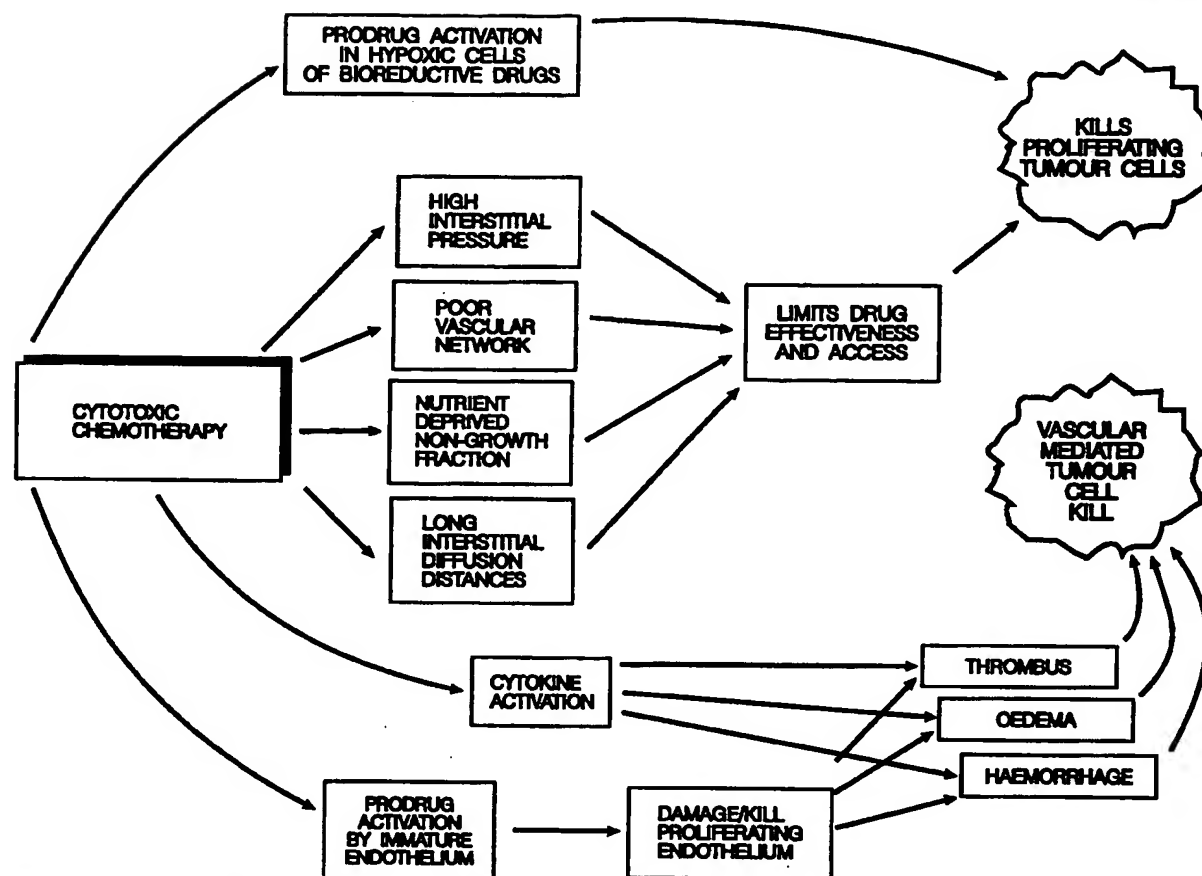 PRODRUG ACTIVATION
IN HYPOXIC CELLS
OF BIOREDUCTIVE DRUGS
KILLS
PROLIFERATING
TUMOUR CELLS
HIGH
INTERSTITIAL
PRESSURE
POOR
VASCULAR
NETWORK
LIMITS DRUG
EFFECTIVENESS
AND ACCESS
CYTOTOXIC
CHEMOTHERAPY
NUTRIENT
DEPRIVED
NON-GROWTH
FRACTION
VASCULAR
MEDIATED
TUMOUR
CELL
KILL
LONG
INTERSTITIAL
DIFFUSION
DISTANCES
CYTOKINE
ACTIVATION
THROMBUS
OEDEMA
HAEMORRHAGE
PRODRUG
ACTIVATION
BY IMMATURE
ENDOTHELIUM
DAMAGE/KILL
PROLIFERATING
ENDOTHELIUM